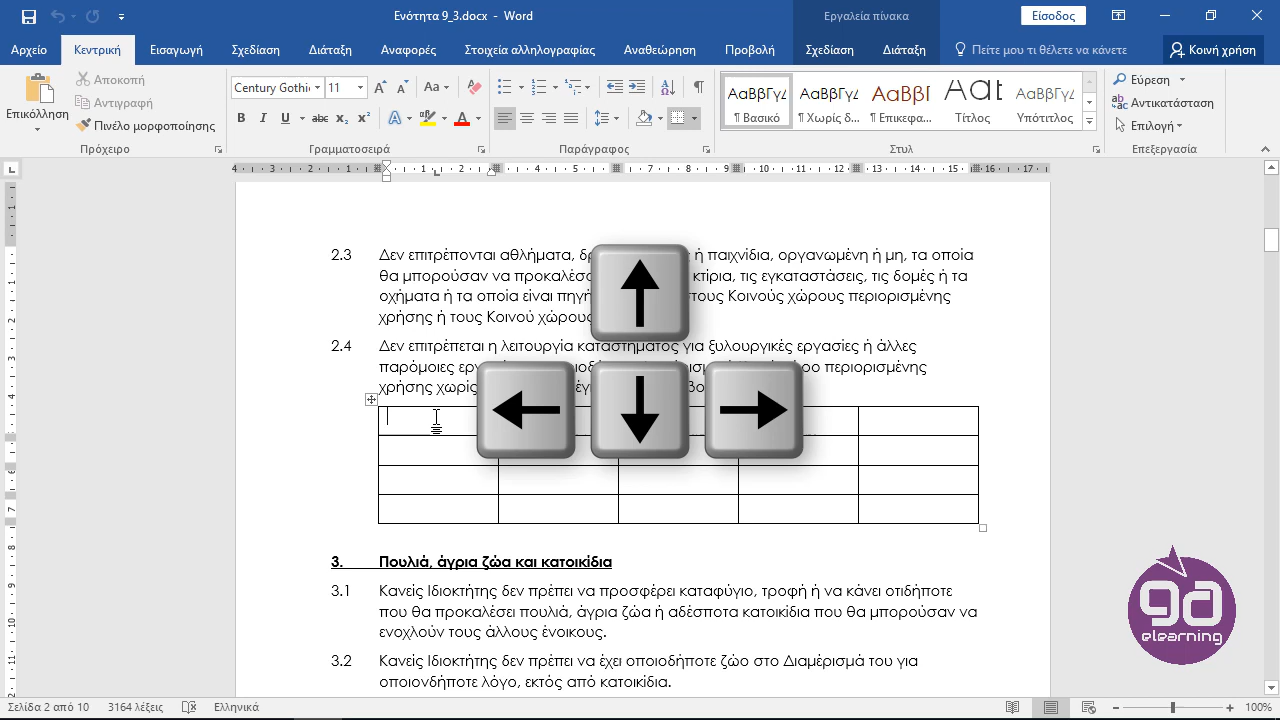 Ενότητα 9_3.docx - Word
Εργαλεία πίνακα
Είσοδος
Αρχείο Κεντρική Εισαγωγή Σχεδίαση Διάταξη Αναφορές Στοιχεία αλληλογραφίας Αναθεώρηση Προβολή Σχεδίαση Διάταξη Πείτε μου τι θέλετε να κάνετε Κοινή χρήση
Επικόλληση
Αποκοπή
Αντιγραφή
Πινέλο μορφοποίησης
Πρόχειρο
Century Gothic 11
Γραμματοσειρά
Παράγραφος
ΑαΒβΓγΔ ΑαΒβΓγΔ ΑαΒβΓ Ααt ΑαΒβΓγΔ
¶ Βασικό ¶ Χωρίς δ... ¶ Επικεφα... Τίτλος Υπότιτλος
Στυλ
Εύρεση
Αντικατάσταση
Επιλογή
Επεξεργασία
2.3 Δεν επιτρέπονται αθλήματα, ή παιχνίδια, οργανωμένη ή μη, τα οποία
θα μπορούσαν να προκαλέσο κτίρια, τις εγκαταστάσεις, τις δομές ή τα
οχήματα ή τα οποία είναι πηγή στους Κοινούς χώρους περιορισμένης
χρήσης ή τους Κοινού χώρους
2.4 Δεν επιτρέπεται η λειτουργία καταστήματος για ξυλουργικές εργασίες ή άλλες
παρόμοιες περιορισμένης
χρήσης χωρίς
3. Πουλιά, άγρια ζώα και κατοικίδια
3.1 Κανείς Ιδιοκτήτης δεν πρέπει να προσφέρει καταφύγιο, τροφή ή να κάνει οτιδήποτε
που θα προκαλέσει πουλιά, άγρια ζώα ή αδέσποτα κατοικίδια που θα μπορούσαν να
ενοχλούν τους άλλους ένοικους.
3.2 Κανείς Ιδιοκτήτης δεν πρέπει να έχει οποιοδήποτε ζώο στο Διαμέρισμά του για
οποιονδήποτε λόγο, εκτός από κατοικίδια.
ga
elearning
Σελίδα 2 από 10 3164 λέξεις Ελληνικά 100%